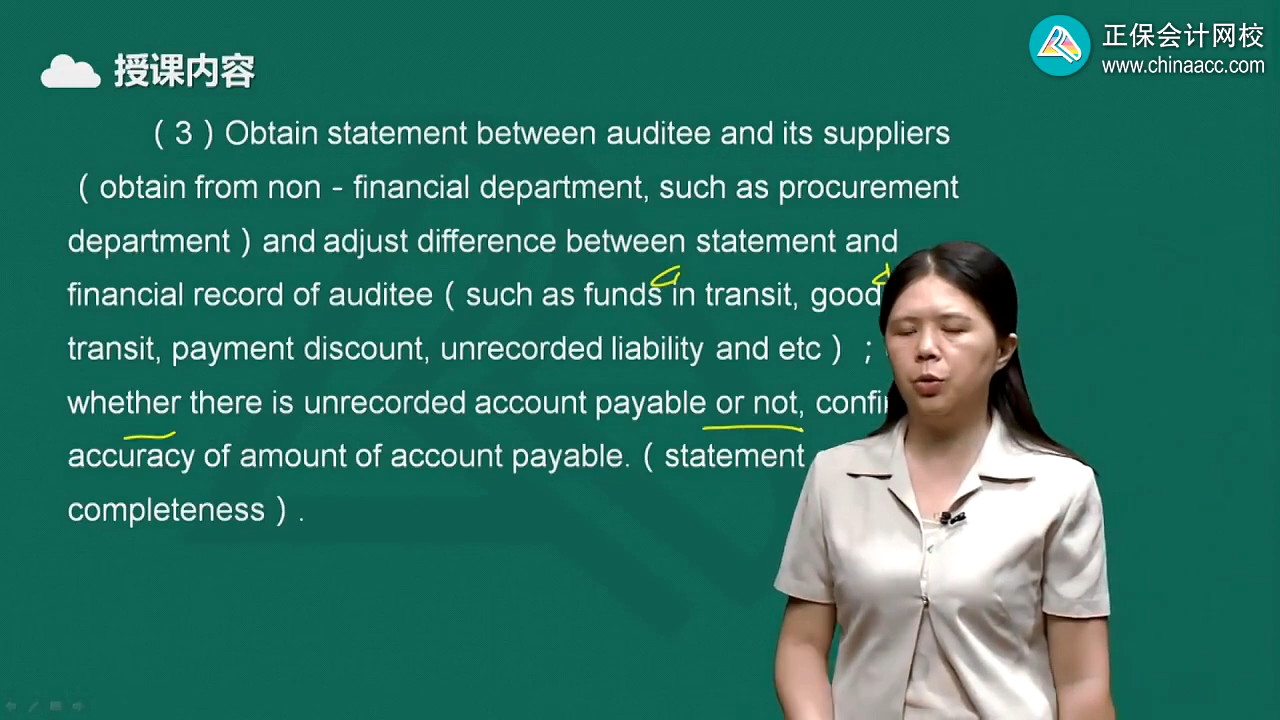 正保会计网校
www.chinaacc.com
授课内容
（3）Obtain statement between auditee and its suppliers
（obtain from non - financial department, such as procurement
department）and adjust difference between statement and
financial record of auditee（such as funds in transit,
transit, payment discount, unrecorded liability and etc）；
whether there is unrecorded account payable or not,
accuracy of amount of account payable.（statement
completeness）.